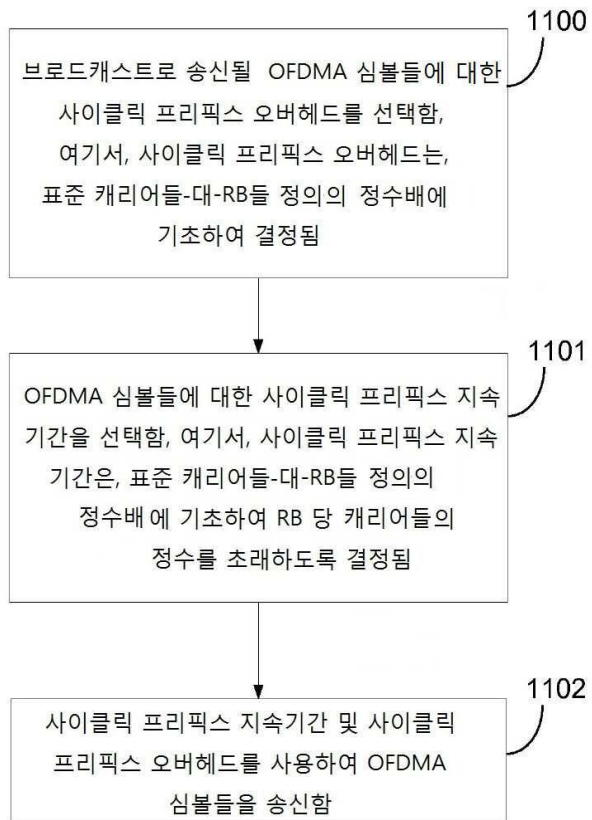 1100
브로드캐스트로 송신될 OFDMA 심볼들에 대한
사이클릭 프리픽스 오버헤드를 선택함,
여기서, 사이클릭 프리픽스 오버헤드는,
표준 캐리어들-대-RB들 정의의 정수배에
기초하여 결정됨
1101
OFDMA 심볼들에 대한 사이클릭 프리픽스 지속
기간을 선택함, 여기서, 사이클릭 프리픽스 지속
기간은, 표준 캐리어들-대-RB들 정의의
정수배에 기초하여 RB 당 캐리어들의
정수를 초래하도록 결정됨
1102
사이클릭 프리픽스 지속기간 및 사이클릭
프리픽스 오버헤드를 사용하여 OFDMA
심볼들을 송신함